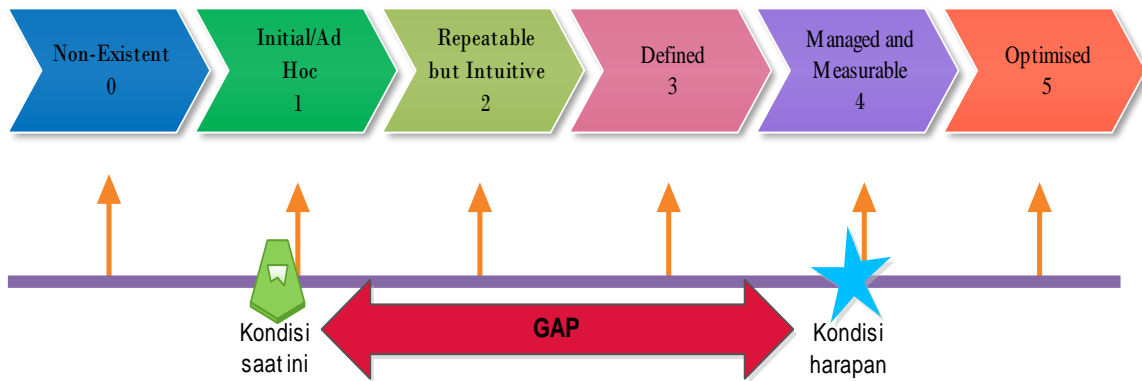 Non-Existent
0
Initial/Ad
Hoc
1
Repeatable
but Intuitive
2
Defined
3
Managed and
Measurable
4
Optimised
5
GAP
Kondisi
saat ini
Kondisi
harapan